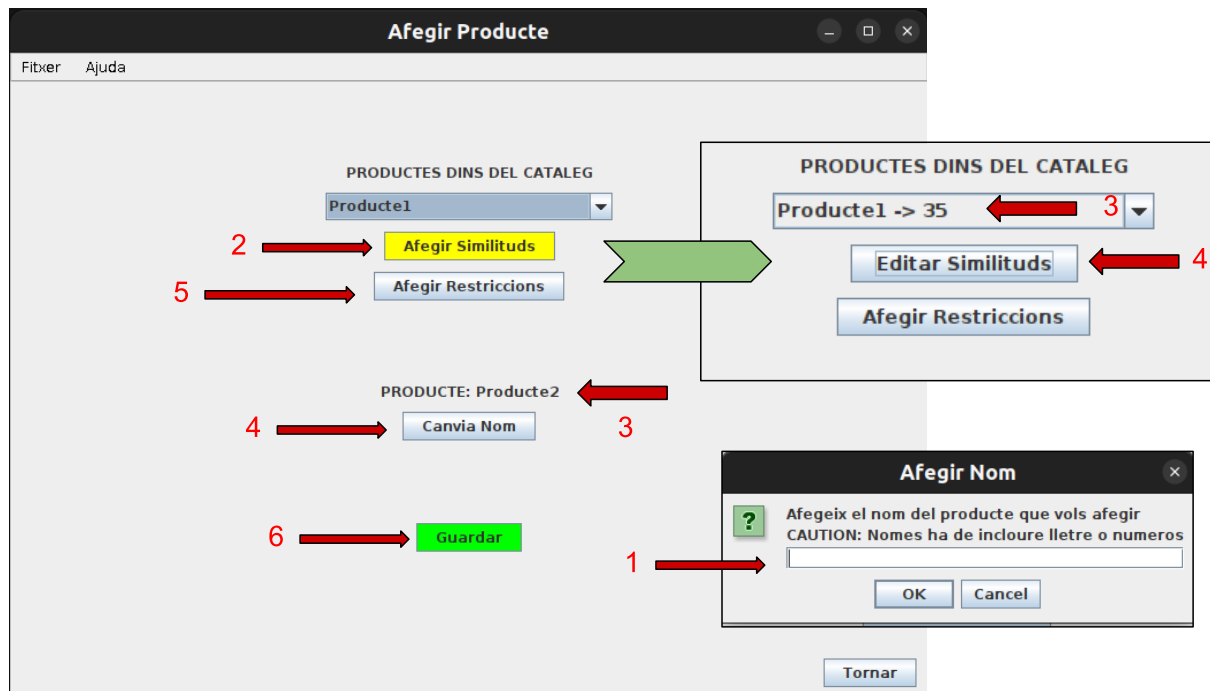 Afegir Producte
Fitxer Ajuda
PRODUCTES DINS DEL CATALEG
Producte1
2
Afegir Similituds
5
Afegir Restriccions
PRODUCTES DINS DEL CATALEG
Producte1 -> 35
3
Editar Similituds
4
Afegir Restriccions
PRODUCTE: Producte2
3
4
Canvia Nom
6
Guardar
Afegir Nom
?
Afegeix el nom del producte que vols afegir
CAUTION: Nomes ha de incloure lletre o numeros
1
OK Cancel
Tornar